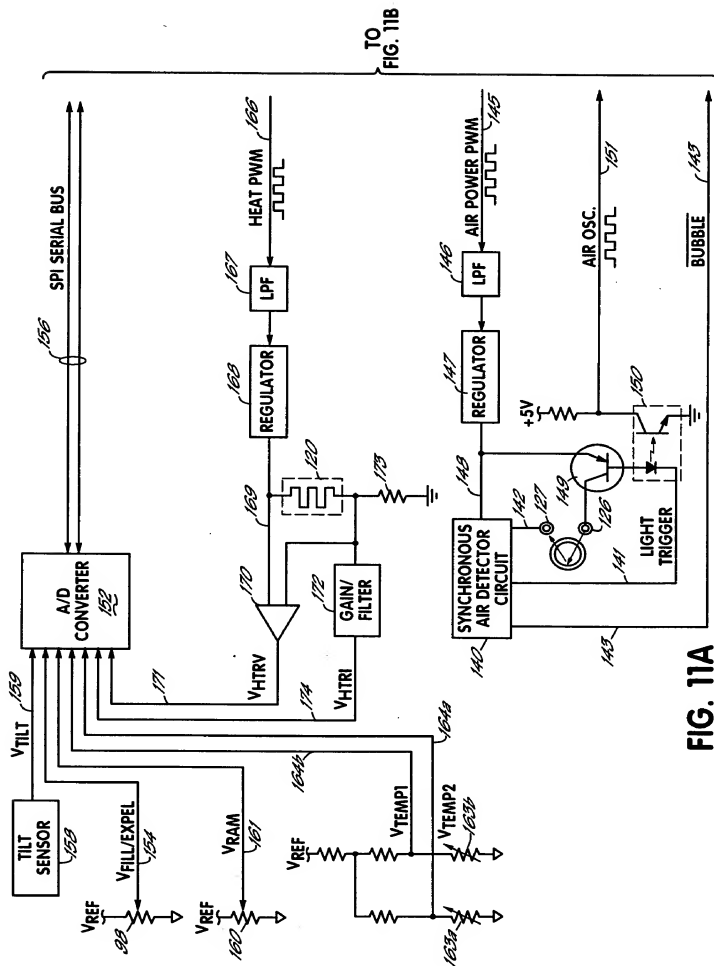 TO
FIG. 11B
SPI SERIAL BUS
156
A/D
CONVERTER
152
159
VTILT
TILT
SENSOR
158
VFILL/EXPEL
154
VREF
98
VRAM
161
VREF
160
164b
164a
VREF
VTEMP1
VTEMP2
163b
163a
171
VHTRV
170
174
VHTRI
GAIN/
FILTER
172
169
120
173
REGULATOR
168
LPF
167
HEAT PWM
166
AIR POWER PWM
145
LPF
146
REGULATOR
147
148
SYNCHRONOUS
AIR DETECTOR
CIRCUIT
140
142
127
126
149
+5V
150
AIR OSC.
151
LIGHT
TRIGGER
141
143
BUBBLE
143
FIG. 11A